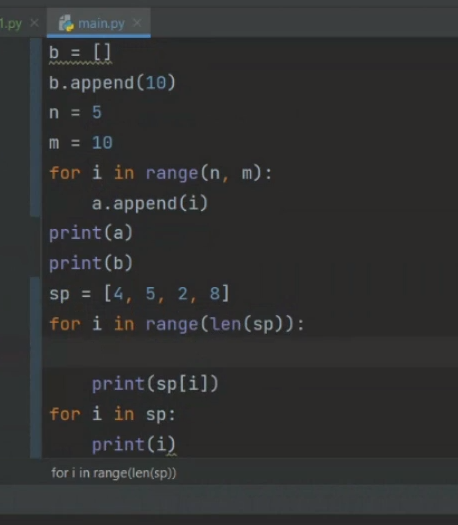 1.py
main.py
b = []
b.append(10)
n = 5
m = 10
for i in range(n, m):
    a.append(i)
print(a)
print(b)
sp = [4, 5, 2, 8]
for i in range(len(sp)):
    print(sp[i])
for i in sp:
    print(i)
for i in range(len(sp))